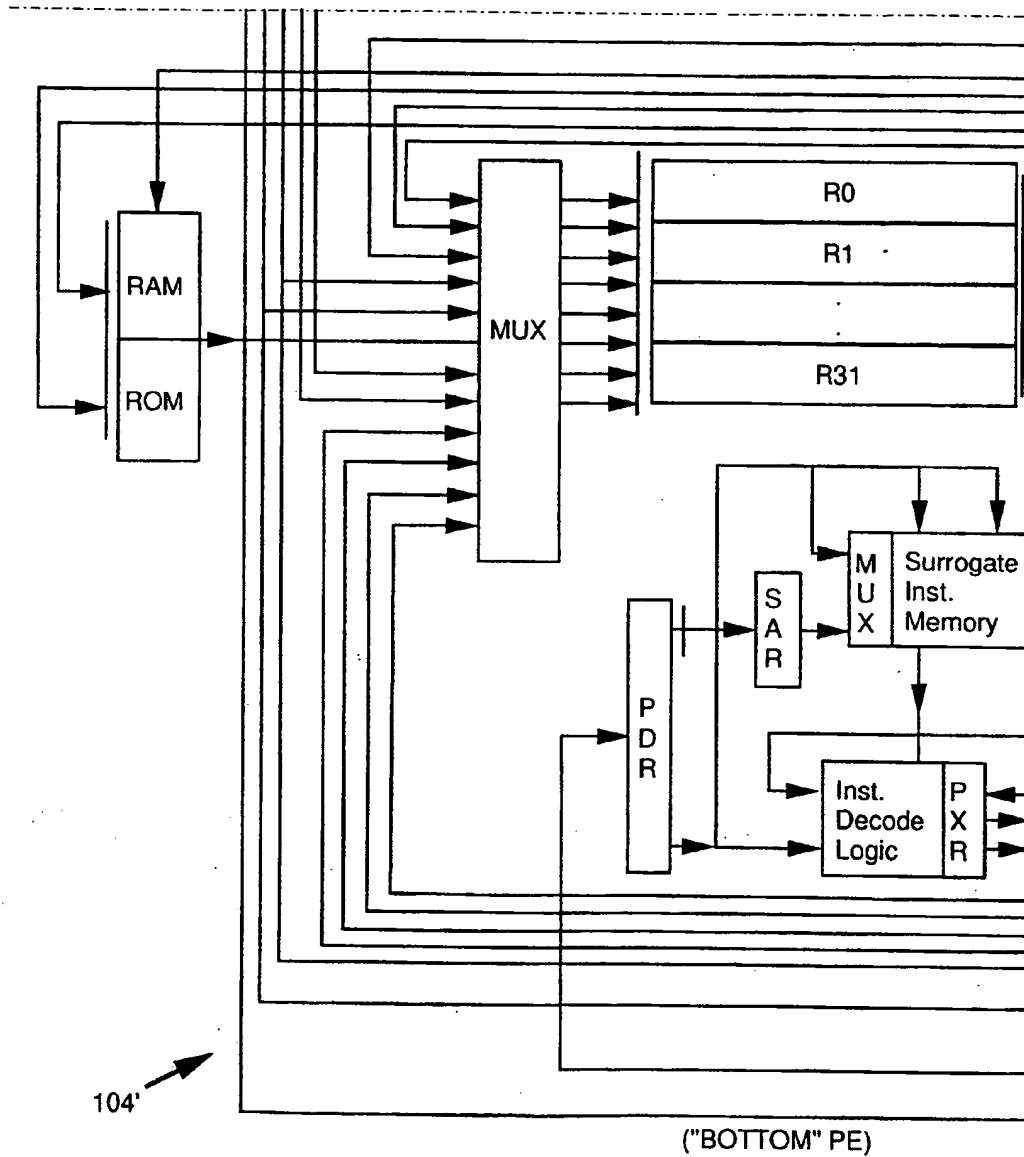 R0
R1
RAM
MUX
R31
ROM
M
U
X
Surrogate
Inst.
Memory
S
A
R
P
D
R
Inst.
Decode
Logic
P
X
R
104'
("BOTTOM" PE)